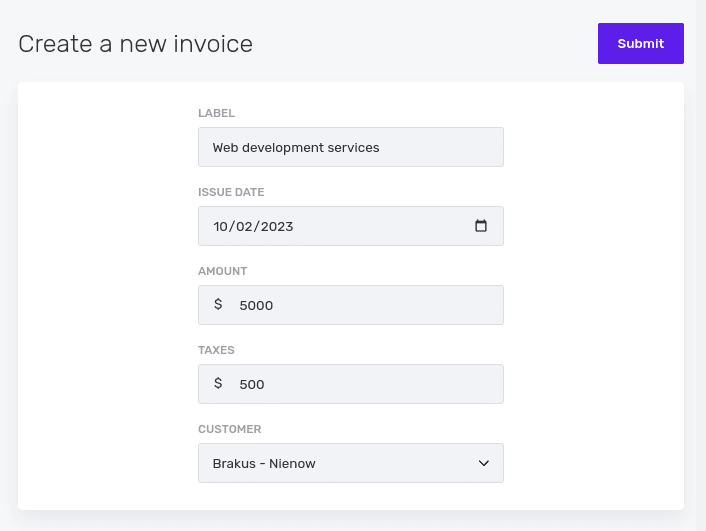 Create a new invoice
Submit
LABEL
Web development services
ISSUE DATE
10/02/2023
AMOUNT
$ 5000
TAXES
$ 500
CUSTOMER
Brakus - Nienow